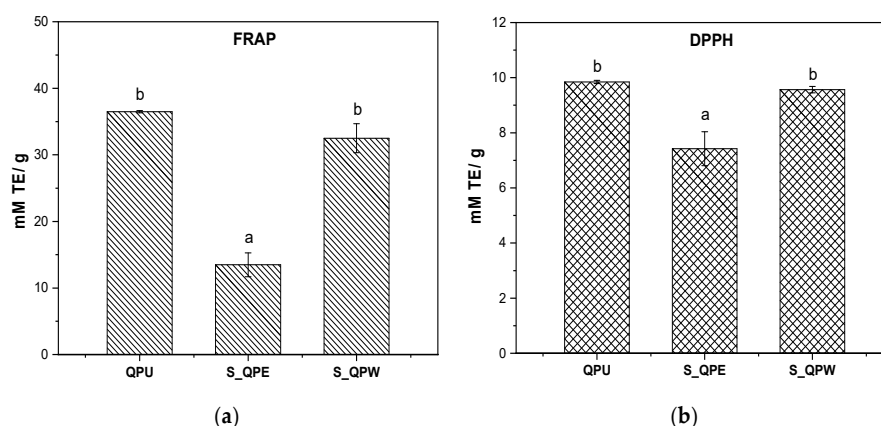 FRAP
50
40
30
20
10
0
mM TE/ g
b
a
b
QPU S_QPE S_QPW
(a)
DPPH
12
10
8
6
4
2
0
mM TE/ g
b
a
b
QPU S_QPE S_QPW
(b)